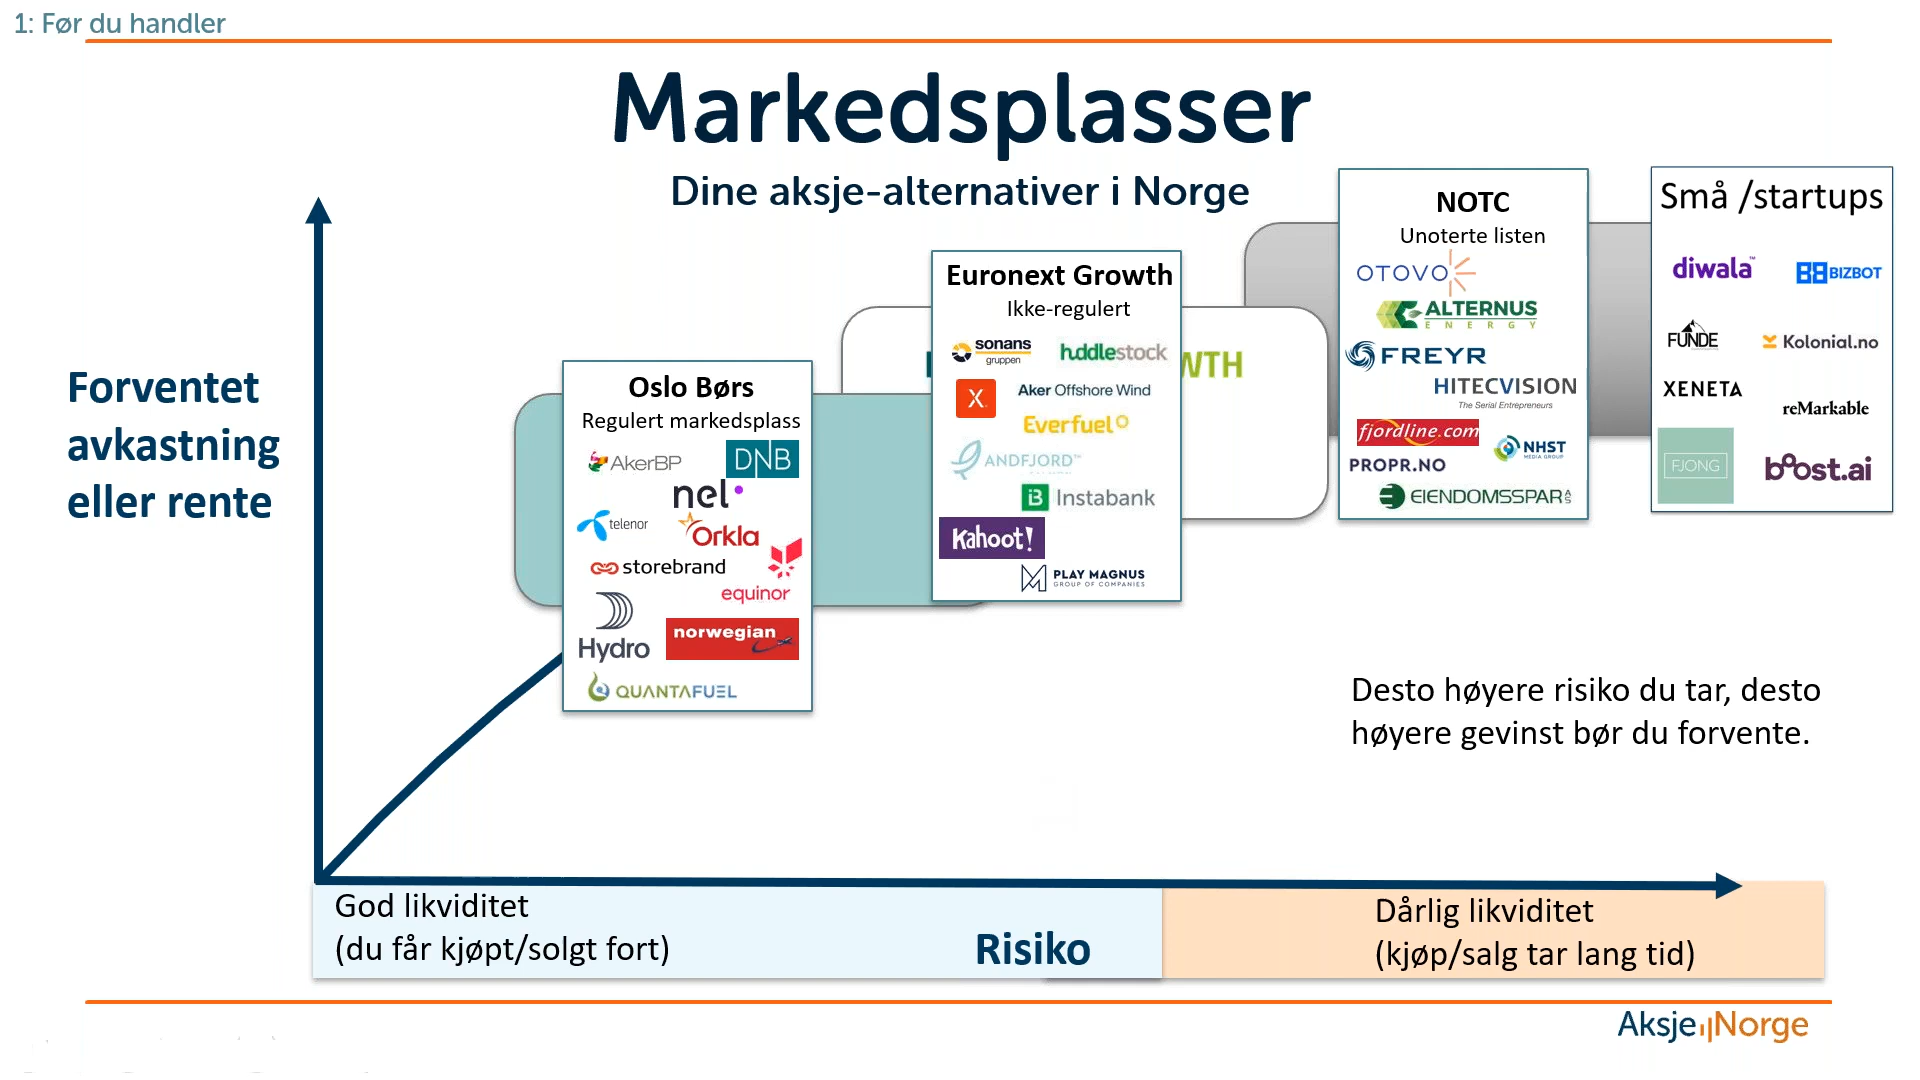 1: Før du handler
Markedsplasser
Dine aksje-alternativer i Norge
Forventet
avkastning
eller rente
Oslo Børs
Regulert markedsplass
AkerBP
DNB
nel
telenor
Orkla
storebrand
equinor
Hydro
norwegian
QUANTAFUEL
Euronext Growth
Ikke-regulert
sonans
gruppen
huddlestock
X
Aker Offshore Wind
Everfuel
ANDFJORD™
Instabank
Kahoot!
PLAY MAGNUS
GROUP OF COMPANIES
WTH
NOTC
Unoterte listen
OTOVO
ALTERNUS
ENERGY
FREYR
HITECVISION
The Serial Entrepreneurs
fjordline.com
NHST
MEDIA GROUP
PROPR.NO
EIENDOMSSPAR AS
Små /startups
diwala™
BIZBOT
FUNDE
Kolonial.no
XENETA
reMarkable
FJONG
boost.ai
Desto høyere risiko du tar, desto
høyere gevinst bør du forvente.
God likviditet
(du får kjøpt/solgt fort)
Risiko
Dårlig likviditet
(kjøp/salg tar lang tid)
AksjeNorge